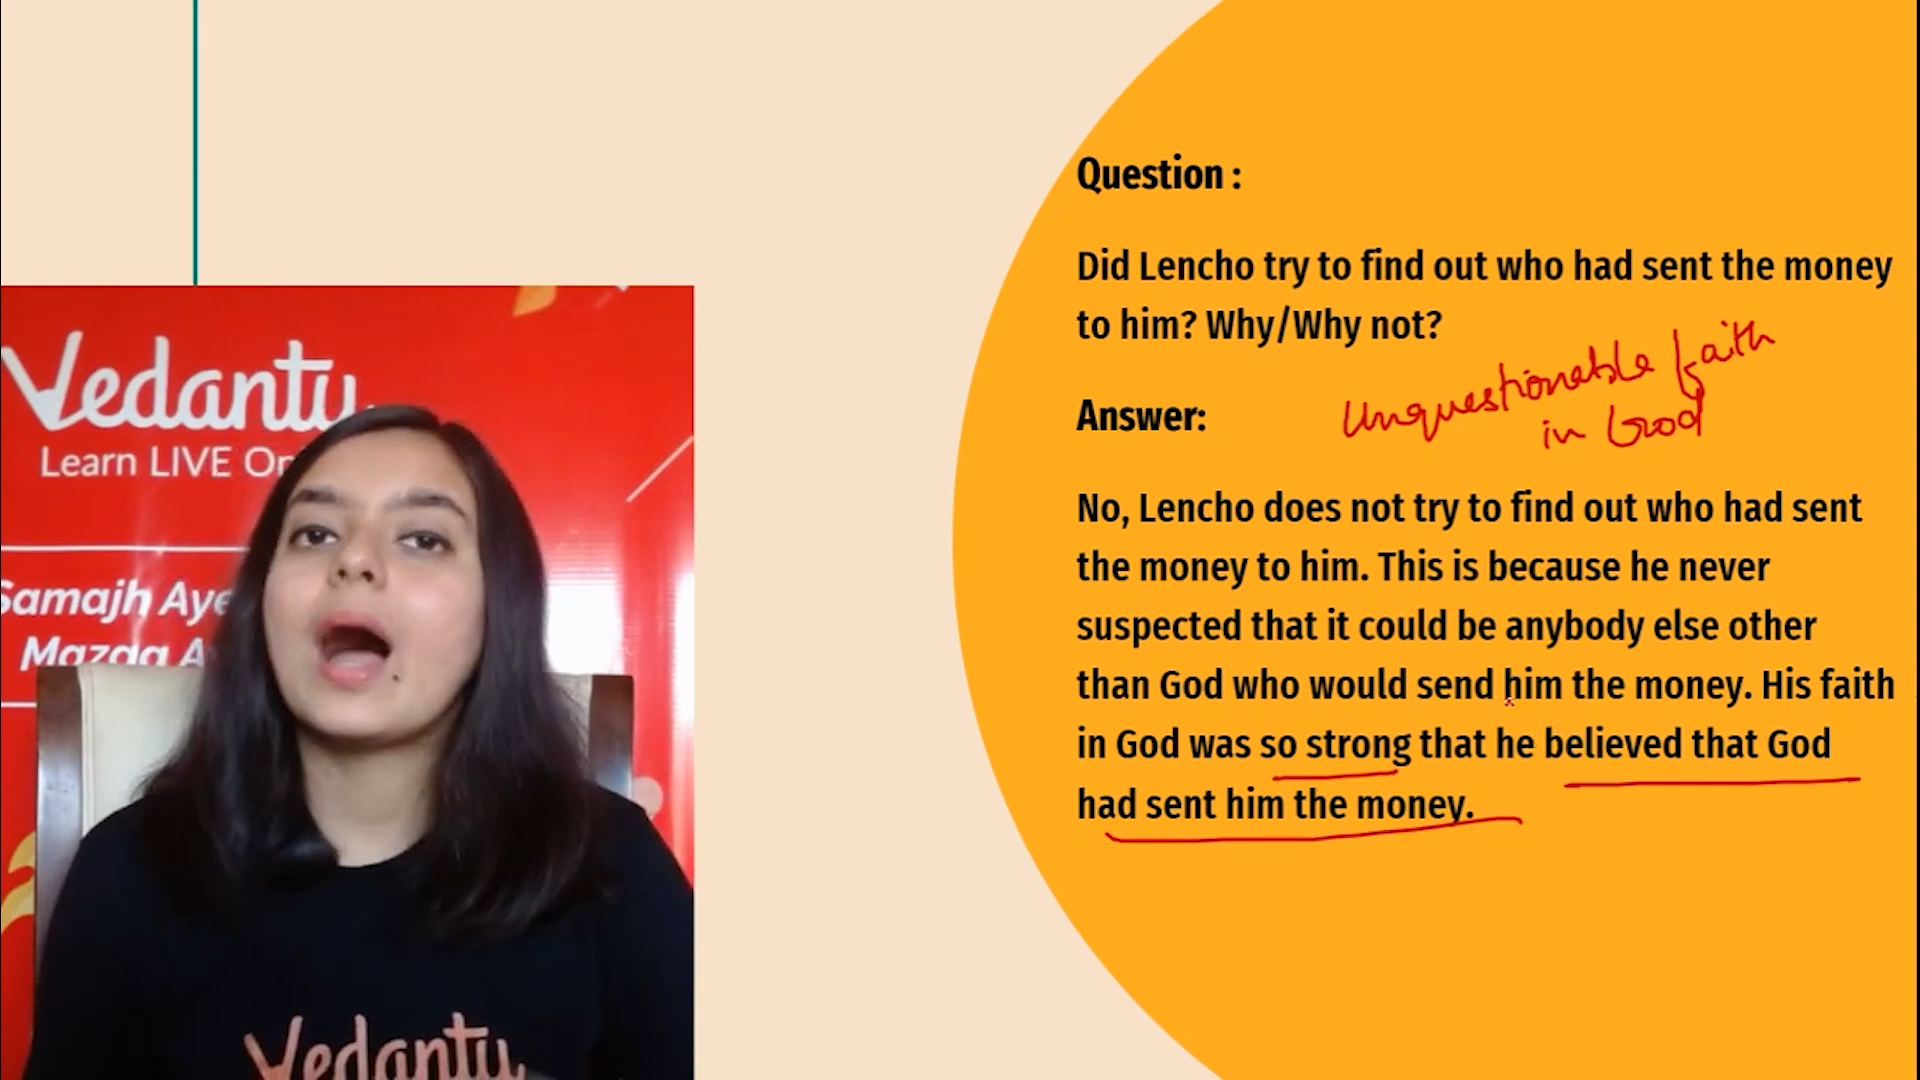 Vedantu
Learn LIVE On
Samajh Aye
Mazaa A
Vedantu
Question :
Did Lencho try to find out who had sent the money
to him? Why/Why not?
Unquestionable faith
in God
Answer:
No, Lencho does not try to find out who had sent
the money to him. This is because he never
suspected that it could be anybody else other
than God who would send him the money. His faith
in God was so strong that he believed that God
had sent him the money.